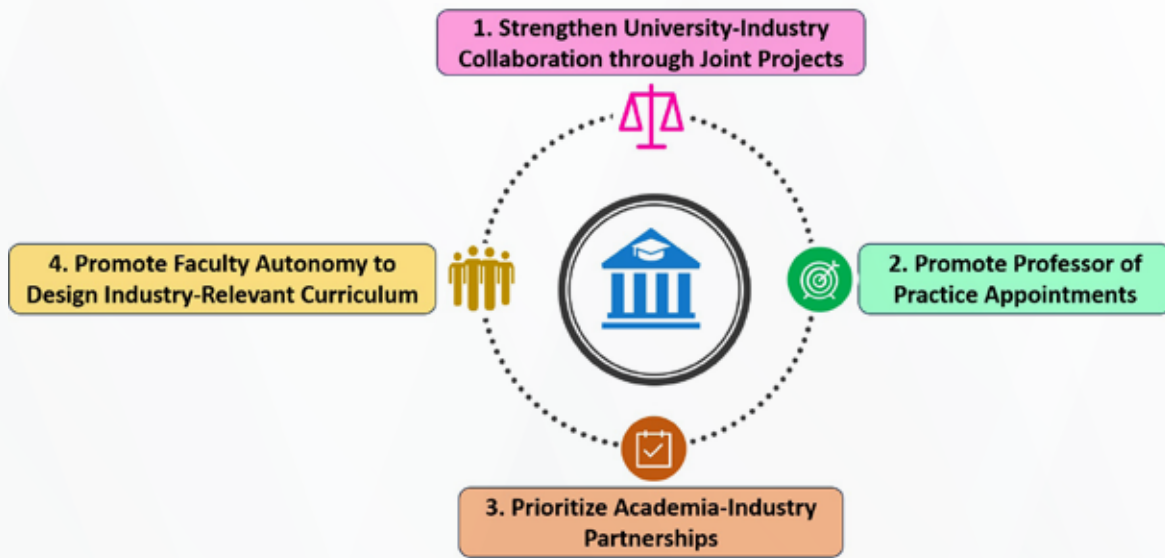 1. Strengthen University-Industry
Collaboration through Joint Projects
2. Promote Professor of
Practice Appointments
3. Prioritize Academia-Industry
Partnerships
4. Promote Faculty Autonomy to
Design Industry-Relevant Curriculum